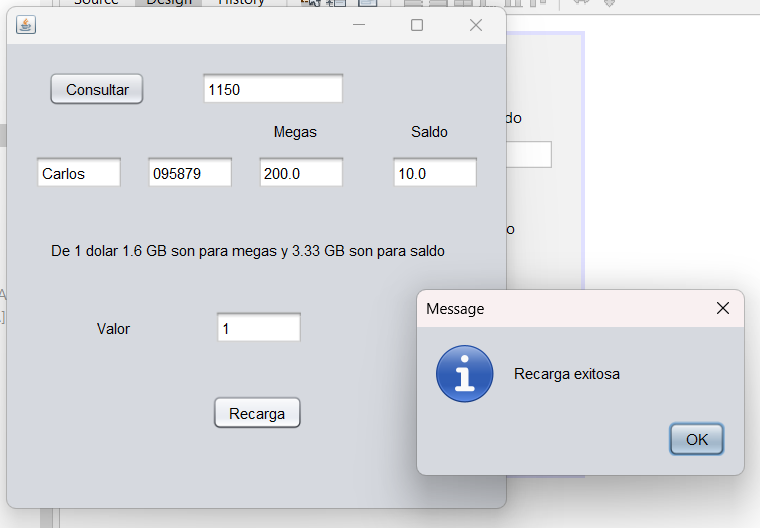 Source Design History
Consultar 1150
Megas Saldo
do
Carlos 095879 200.0 10.0
o
De 1 dolar 1.6 GB son para megas y 3.33 GB son para saldo
A
]
Message
Valor 1
Recarga exitosa
Recarga
OK